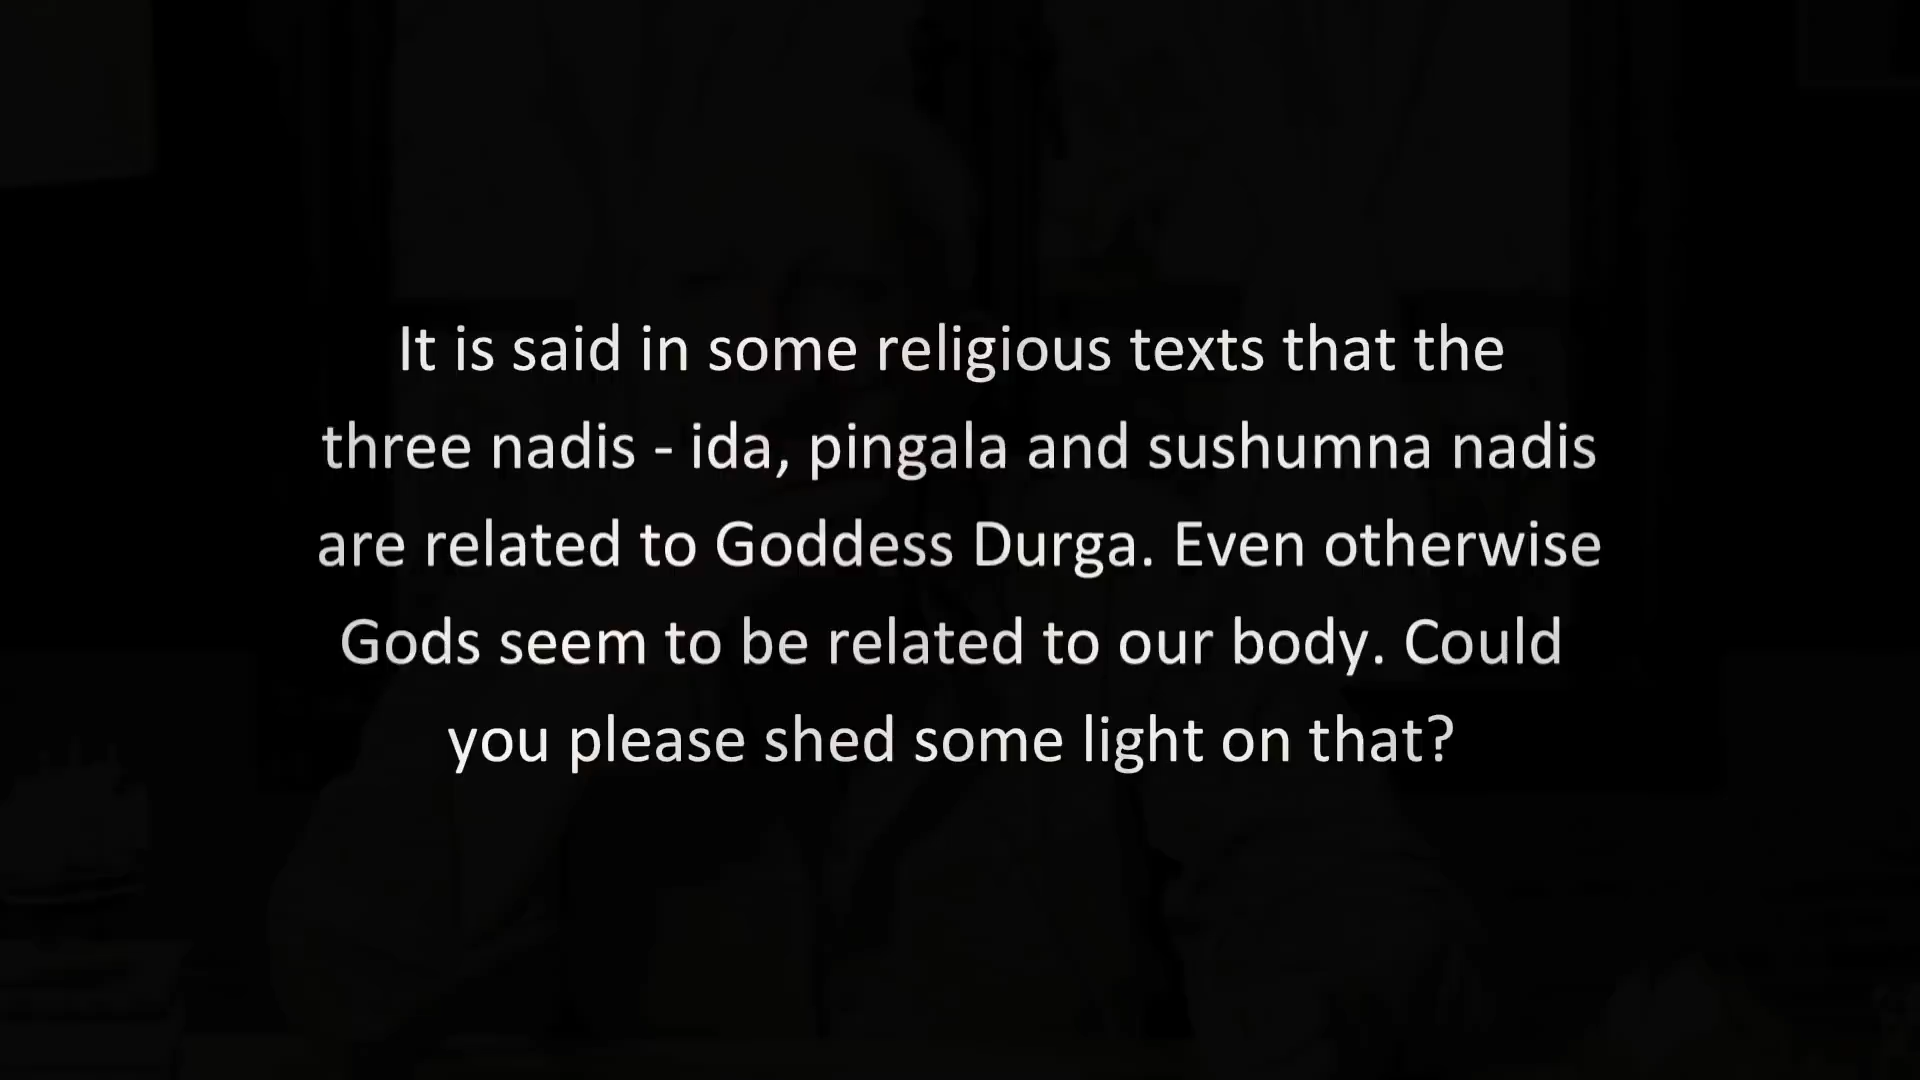 It is said in some religious texts that the
three nadis - ida, pingala and sushumna nadis
are related to Goddess Durga. Even otherwise
Gods seem to be related to our body. Could
you please shed some light on that?